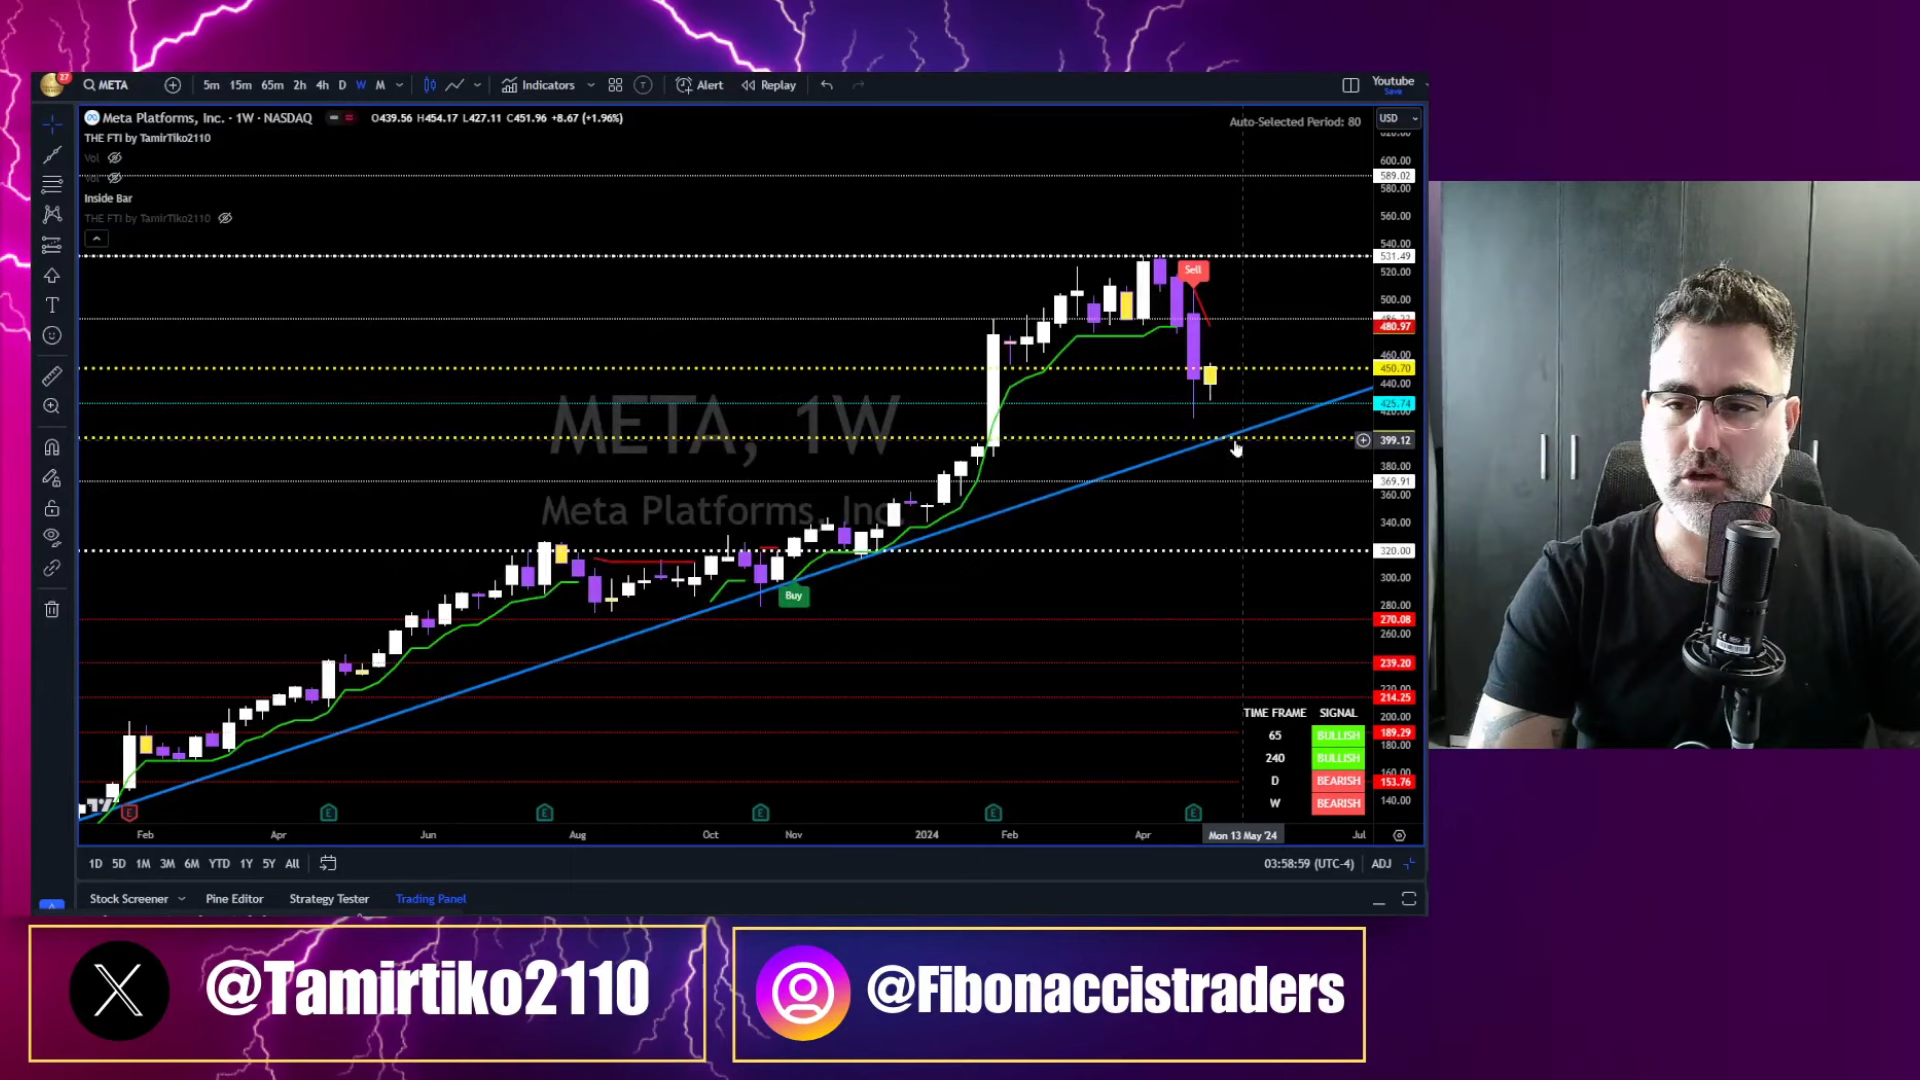 27
META
5m 15m 65m 2h 4h D W M
Indicators
T
Alert
Replay
Youtube
Save
Meta Platforms, Inc. · 1W · NASDAQ
O439.56 H454.17 L427.11 C451.96 +8.67 (+1.96%)
Auto-Selected Period: 80
USD
THE FTI by TamirTiko2110
Vol
Vol
Inside Bar
THE FTI by TamirTiko2110
600.00
589.02
580.00
560.00
540.00
531.49
520.00
500.00
480.97
460.00
450.70
440.00
425.74
399.12
380.00
369.91
360.00
340.00
320.00
300.00
280.00
270.08
260.00
239.20
214.25
200.00
189.29
180.00
160.00
153.76
140.00
Sell
Buy
META, 1W
Meta Platforms, Inc.
TIME FRAME SIGNAL
65 BULLISH
240 BULLISH
D BEARISH
W BEARISH
E E E E E E
Feb Apr Jun Aug Oct Nov 2024 Feb Apr Mon 13 May '24 Jul
1D 5D 1M 3M 6M YTD 1Y 5Y All
03:58:59 (UTC-4)
ADJ
Stock Screener
Pine Editor
Strategy Tester
Trading Panel
@Tamirtiko2110
@Fibonaccistraders